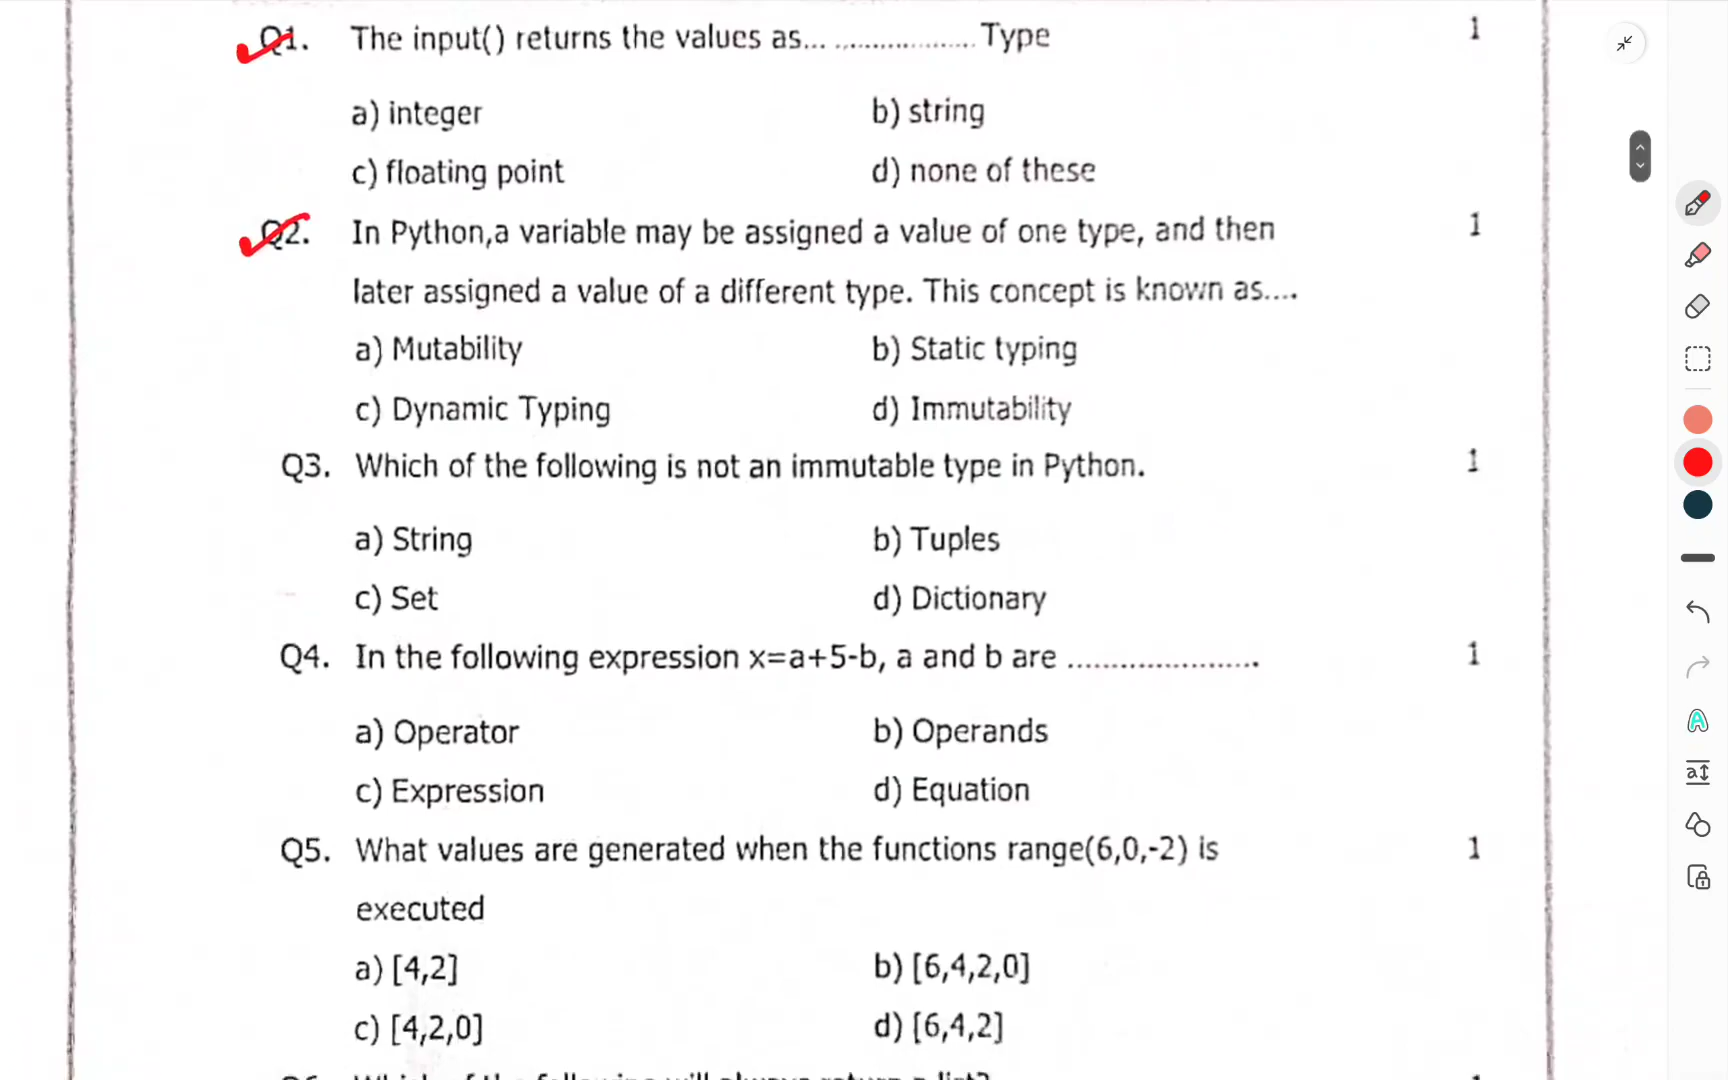 Q1. The input() returns the values as... .................. Type 1
a) integer b) string
c) floating point d) none of these
Q2. In Python,a variable may be assigned a value of one type, and then 1
later assigned a value of a different type. This concept is known as....
a) Mutability b) Static typing
c) Dynamic Typing d) Immutability
Q3. Which of the following is not an immutable type in Python. 1
a) String b) Tuples
c) Set d) Dictionary
Q4. In the following expression x=a+5-b, a and b are ...................... 1
a) Operator b) Operands
c) Expression d) Equation
Q5. What values are generated when the functions range(6,0,-2) is 1
executed
a) [4,2] b) [6,4,2,0]
c) [4,2,0] d) [6,4,2]